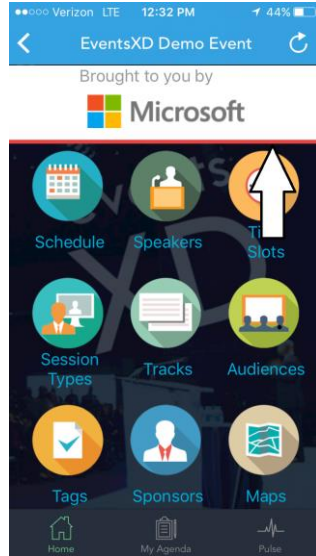 Verizon LTE 12:32 PM 44%
EventsXD Demo Event
Brought to you by
Microsoft
Schedule Speakers
Slots
Session
Types Tracks Audiences
Tags Sponsors Maps
Home My Agenda Pulse